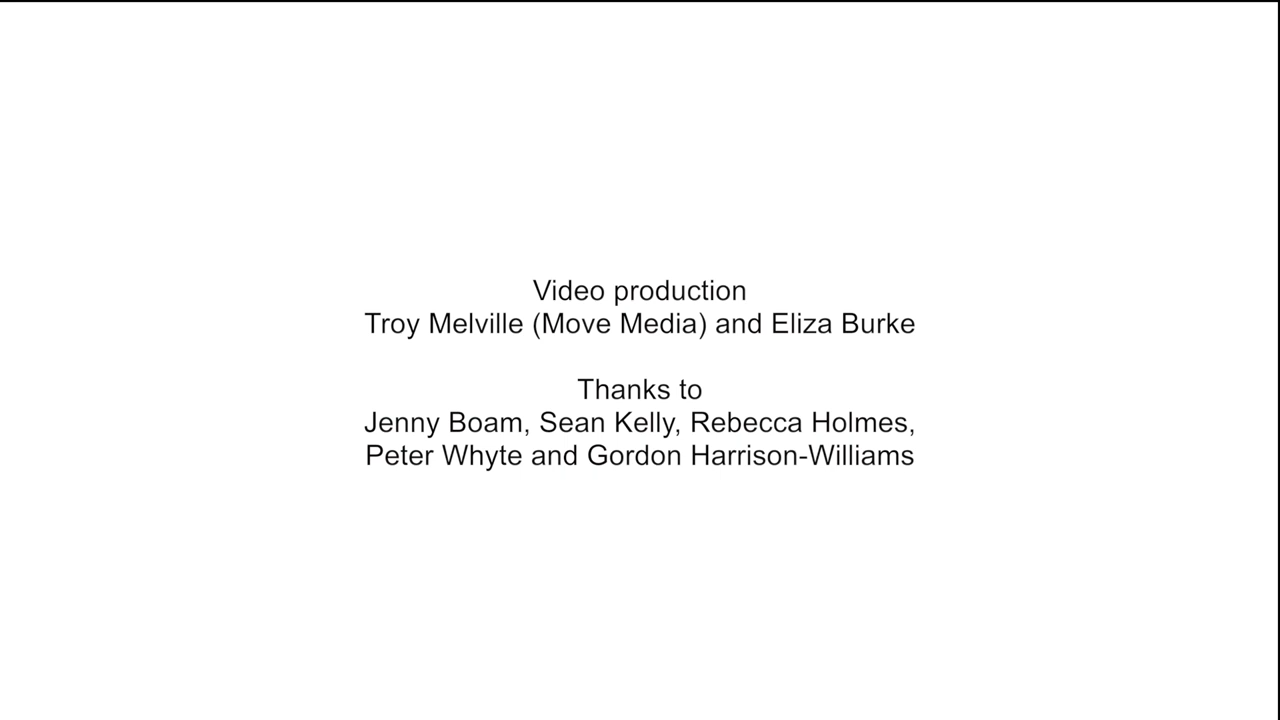 Video production
Troy Melville (Move Media) and Eliza Burke
Thanks to
Jenny Boam, Sean Kelly, Rebecca Holmes,
Peter Whyte and Gordon Harrison-Williams